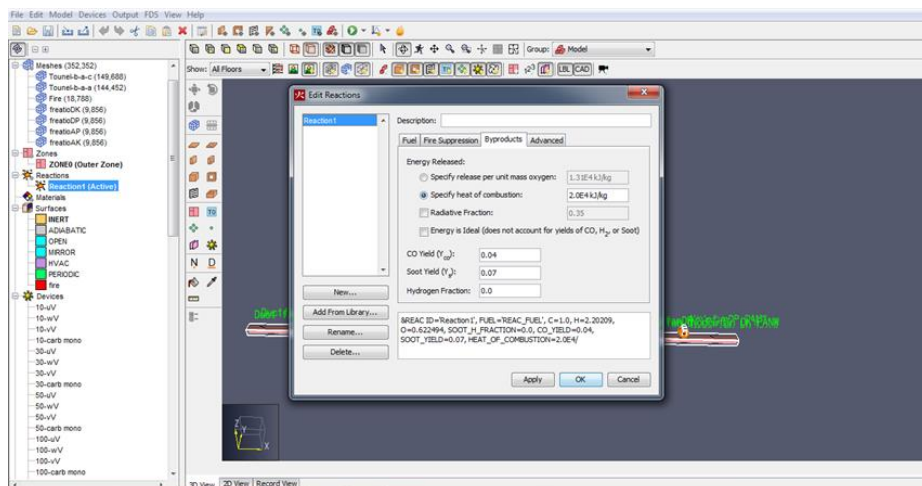 File Edit Model Devices Output FDS View Help
Group: Model
Meshes (352,352)
Tounel-b-a-c (149,688)
Tounel-b-a-a (144,452)
Fire (18,788)
freatioDK (9,856)
freatioDP (9,856)
freatioAP (9,856)
freatioAK (9,856)
Zones
ZONE0 (Outer Zone)
Reactions
Reaction1 (Active)
Materials
Surfaces
INERT
ADIABATIC
OPEN
MIRROR
HVAC
PERIODIC
fire
Devices
10-uV
10-wV
10-vV
10-carb mono
30-uV
30-wV
30-vV
30-carb mono
50-uV
50-wV
50-vV
50-carb mono
100-uV
100-wV
100-vV
100-carb mono
Show: All Floors
LBL CAD
Edit Reactions
Reaction1
New...
Add From Library...
Rename...
Delete...
Description:
Fuel Fire Suppression Byproducts Advanced
Energy Released:
Specify release per unit mass oxygen: 1.31E4 kJ/kg
Specify heat of combustion: 2.0E4 kJ/kg
Radiative Fraction: 0.35
Energy is Ideal (does not account for yields of CO, H2, or Soot)
CO Yield (Yco): 0.04
Soot Yield (Ys): 0.07
Hydrogen Fraction: 0.0
&REAC ID='Reaction1', FUEL='REAC_FUEL', C=1.0, H=2.20209,
O=0.622494, SOOT_H_FRACTION=0.0, CO_YIELD=0.04,
SOOT_YIELD=0.07, HEAT_OF_COMBUSTION=2.0E4/
Apply OK Cancel
Z
Y
X
3D View 2D View Record View